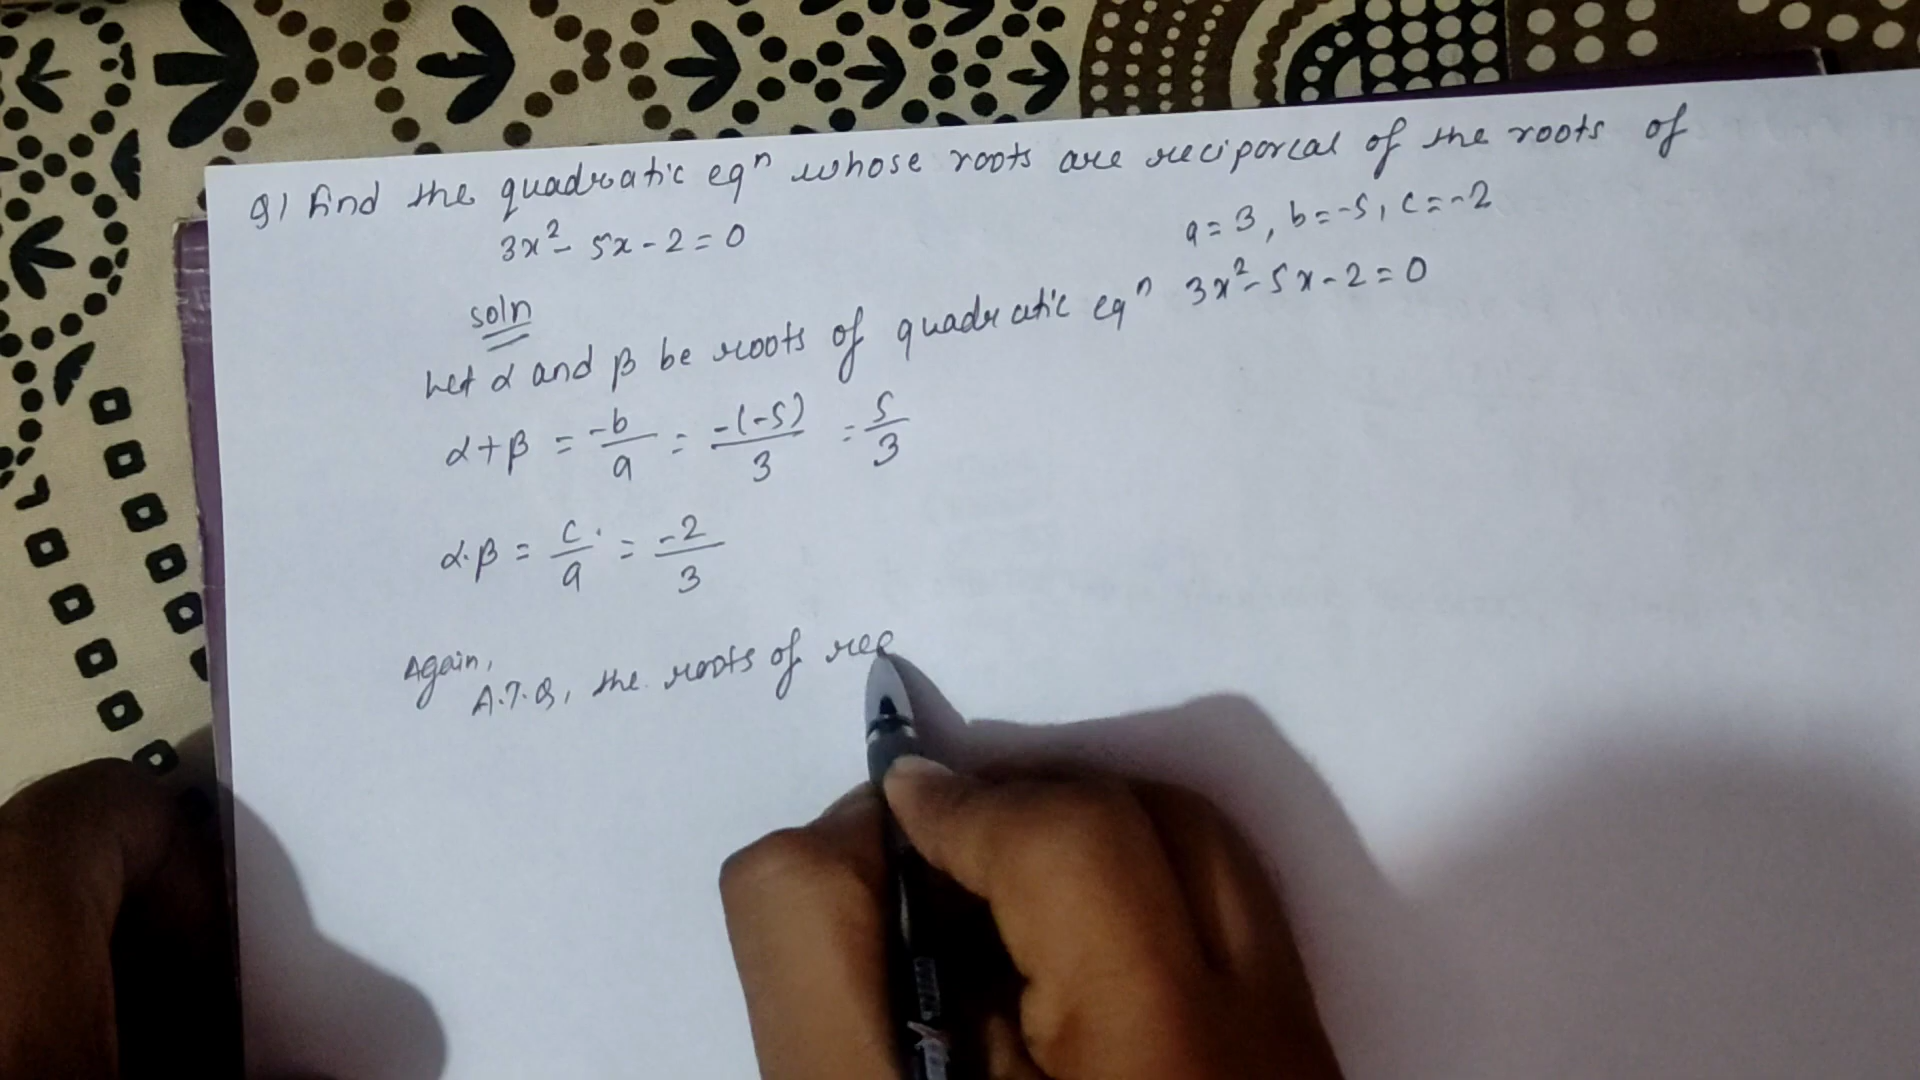 Q) Find the quadratic eqⁿ whose roots are reciporcal of the roots of
3x² - 5x - 2 = 0
a = 3, b = -5, c = -2
soln
Let α and β be roots of quadratic eqⁿ 3x² - 5x - 2 = 0
α + β = -b/a = -(-5)/3 = 5/3
α.β = c/a = -2/3
Again,
A.T.Q, the roots of req